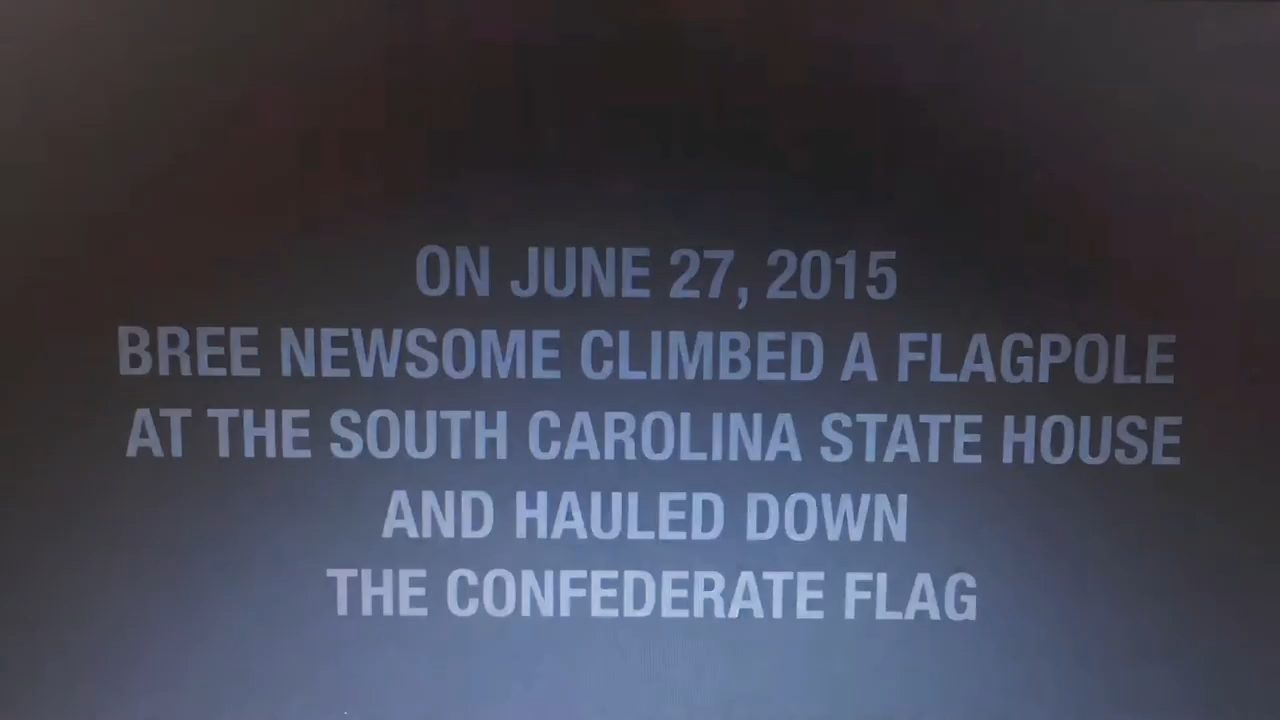 ON JUNE 27, 2015
BREE NEWSOME CLIMBED A FLAGPOLE
AT THE SOUTH CAROLINA STATE HOUSE
AND HAULED DOWN
THE CONFEDERATE FLAG